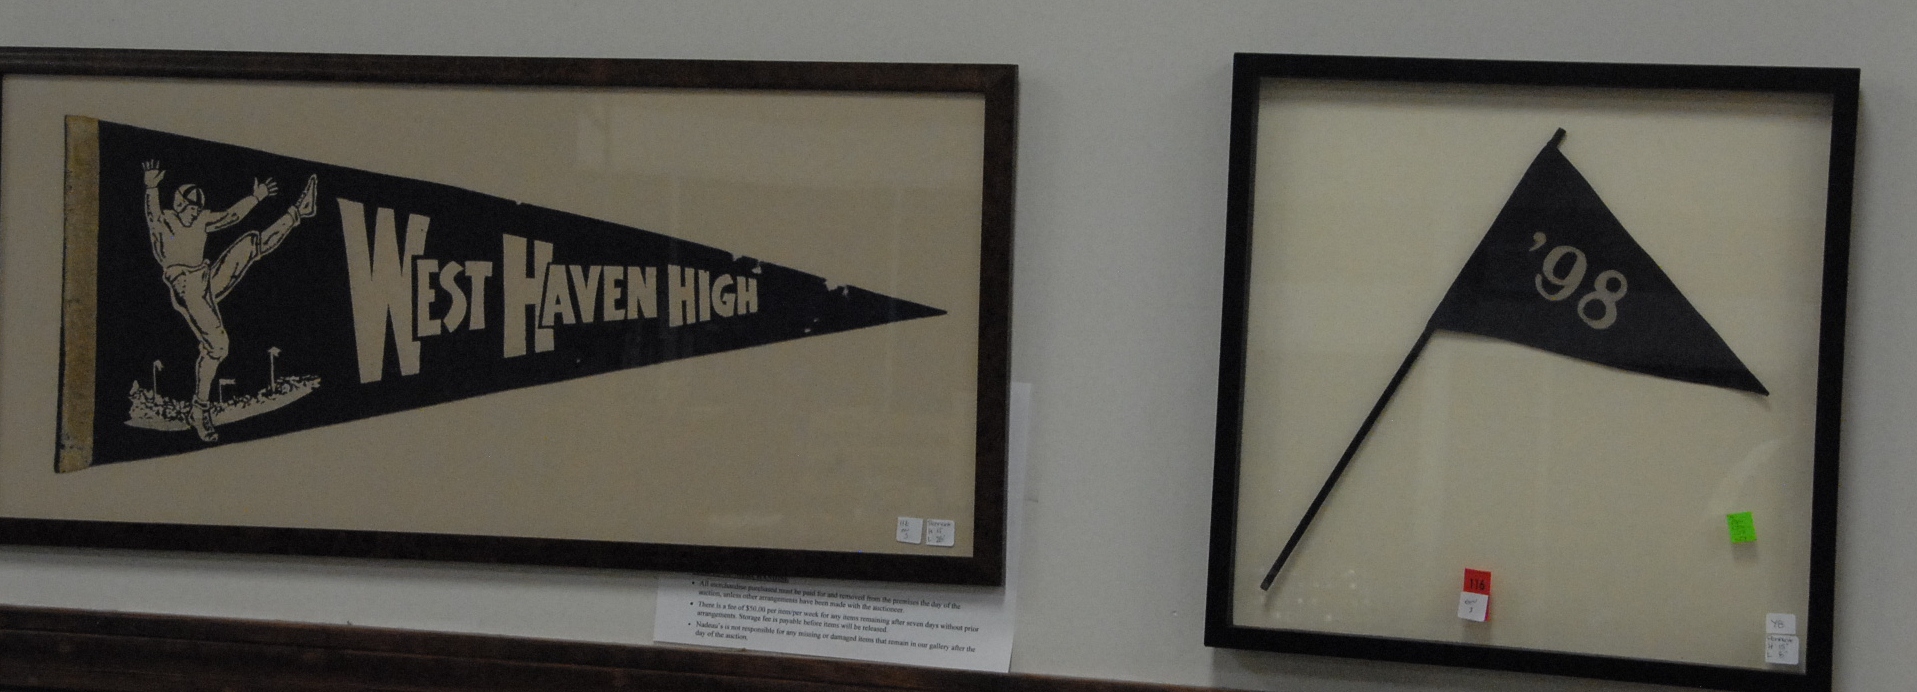 WEST HAVEN HIGH
'98
116
Y8
All merchandise purchased must be paid for and removed from the premises the day of the
auction, unless other arrangements have been made with the auctioneer.
There is a fee of $50.00 per item/per week for any items remaining after seven days without prior
arrangements. Storage fee is payable before items will be released.
Nadeau's is not responsible for any missing or damaged items that remain in our gallery after the
day of the auction.